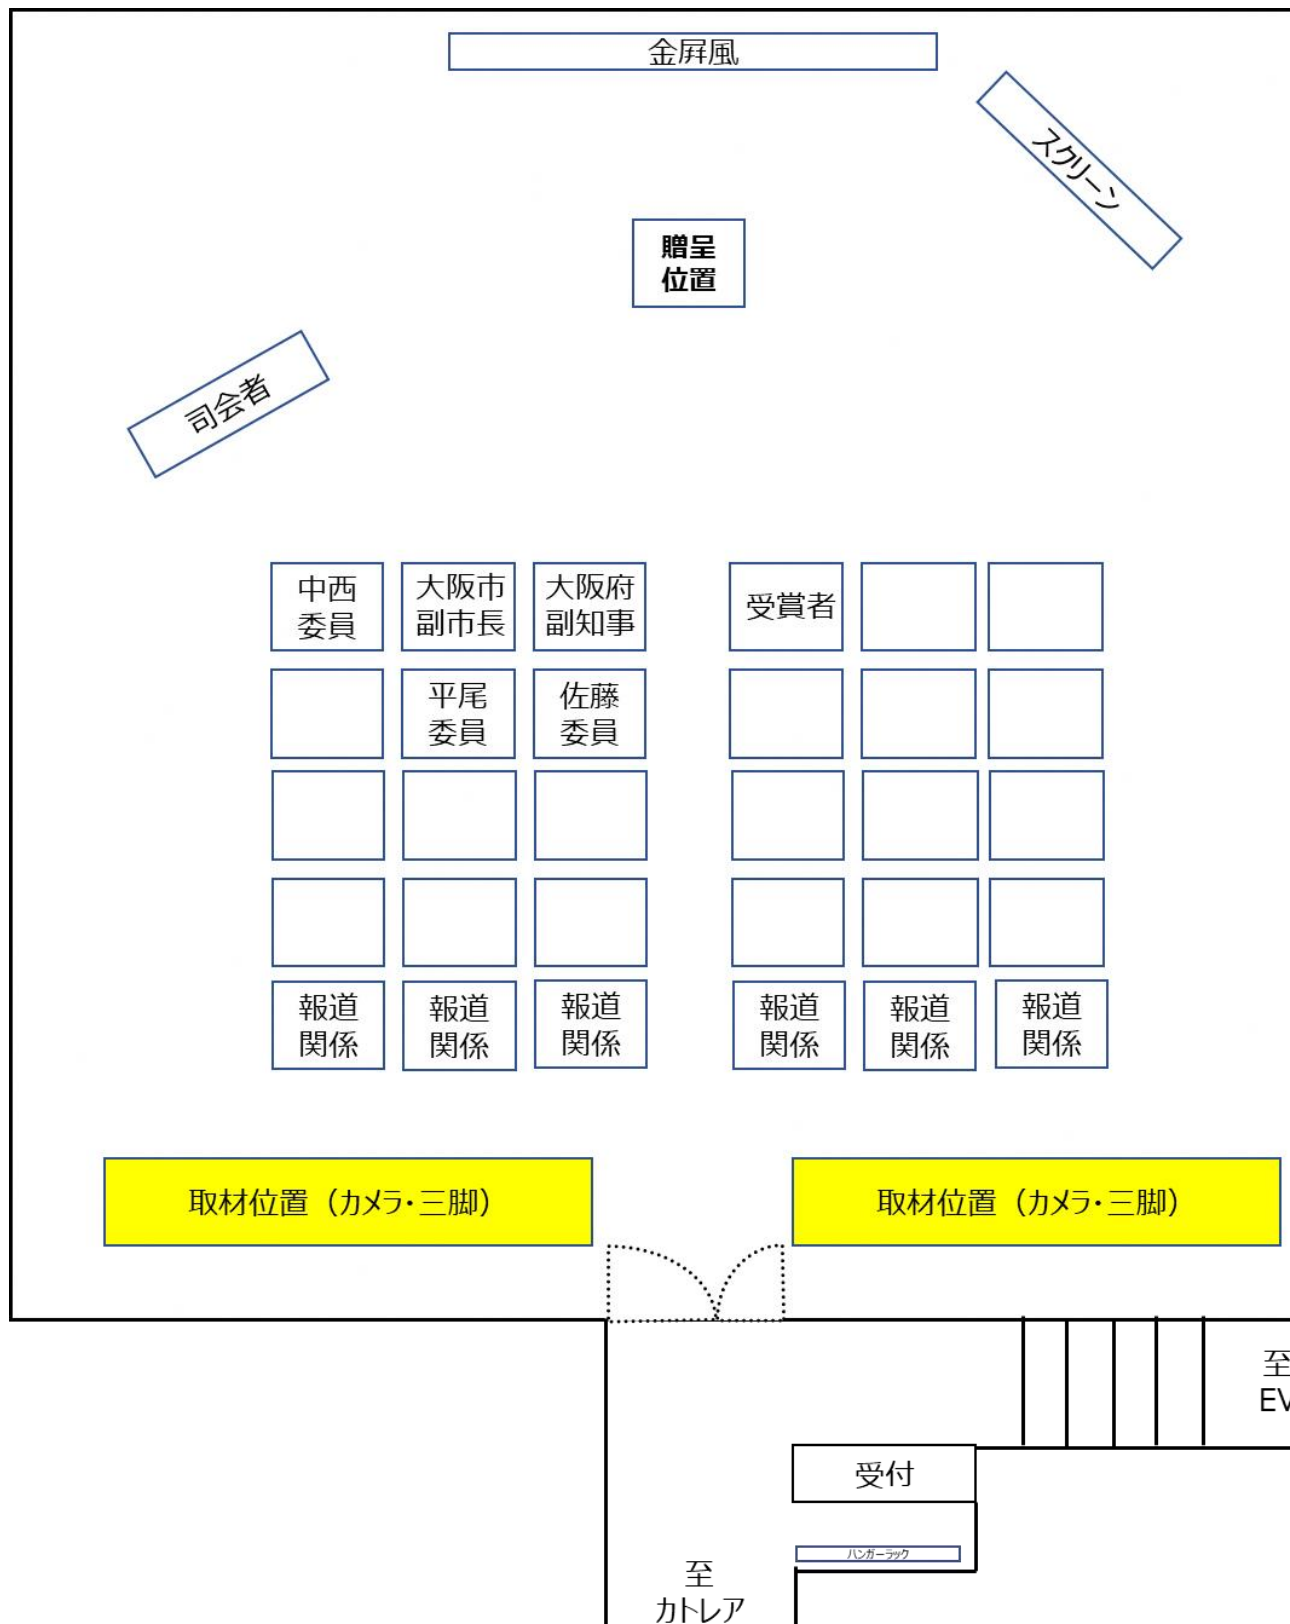 金屏風
スクリーン
贈呈
位置
司会者
中西
委員
大阪市
副市長
大阪府
副知事
受賞者
平尾
委員
佐藤
委員
報道
関係
報道
関係
報道
関係
報道
関係
報道
関係
報道
関係
取材位置（カメラ・三脚）
取材位置（カメラ・三脚）
至
EV
受付
ハンガーラック
至
カトレア